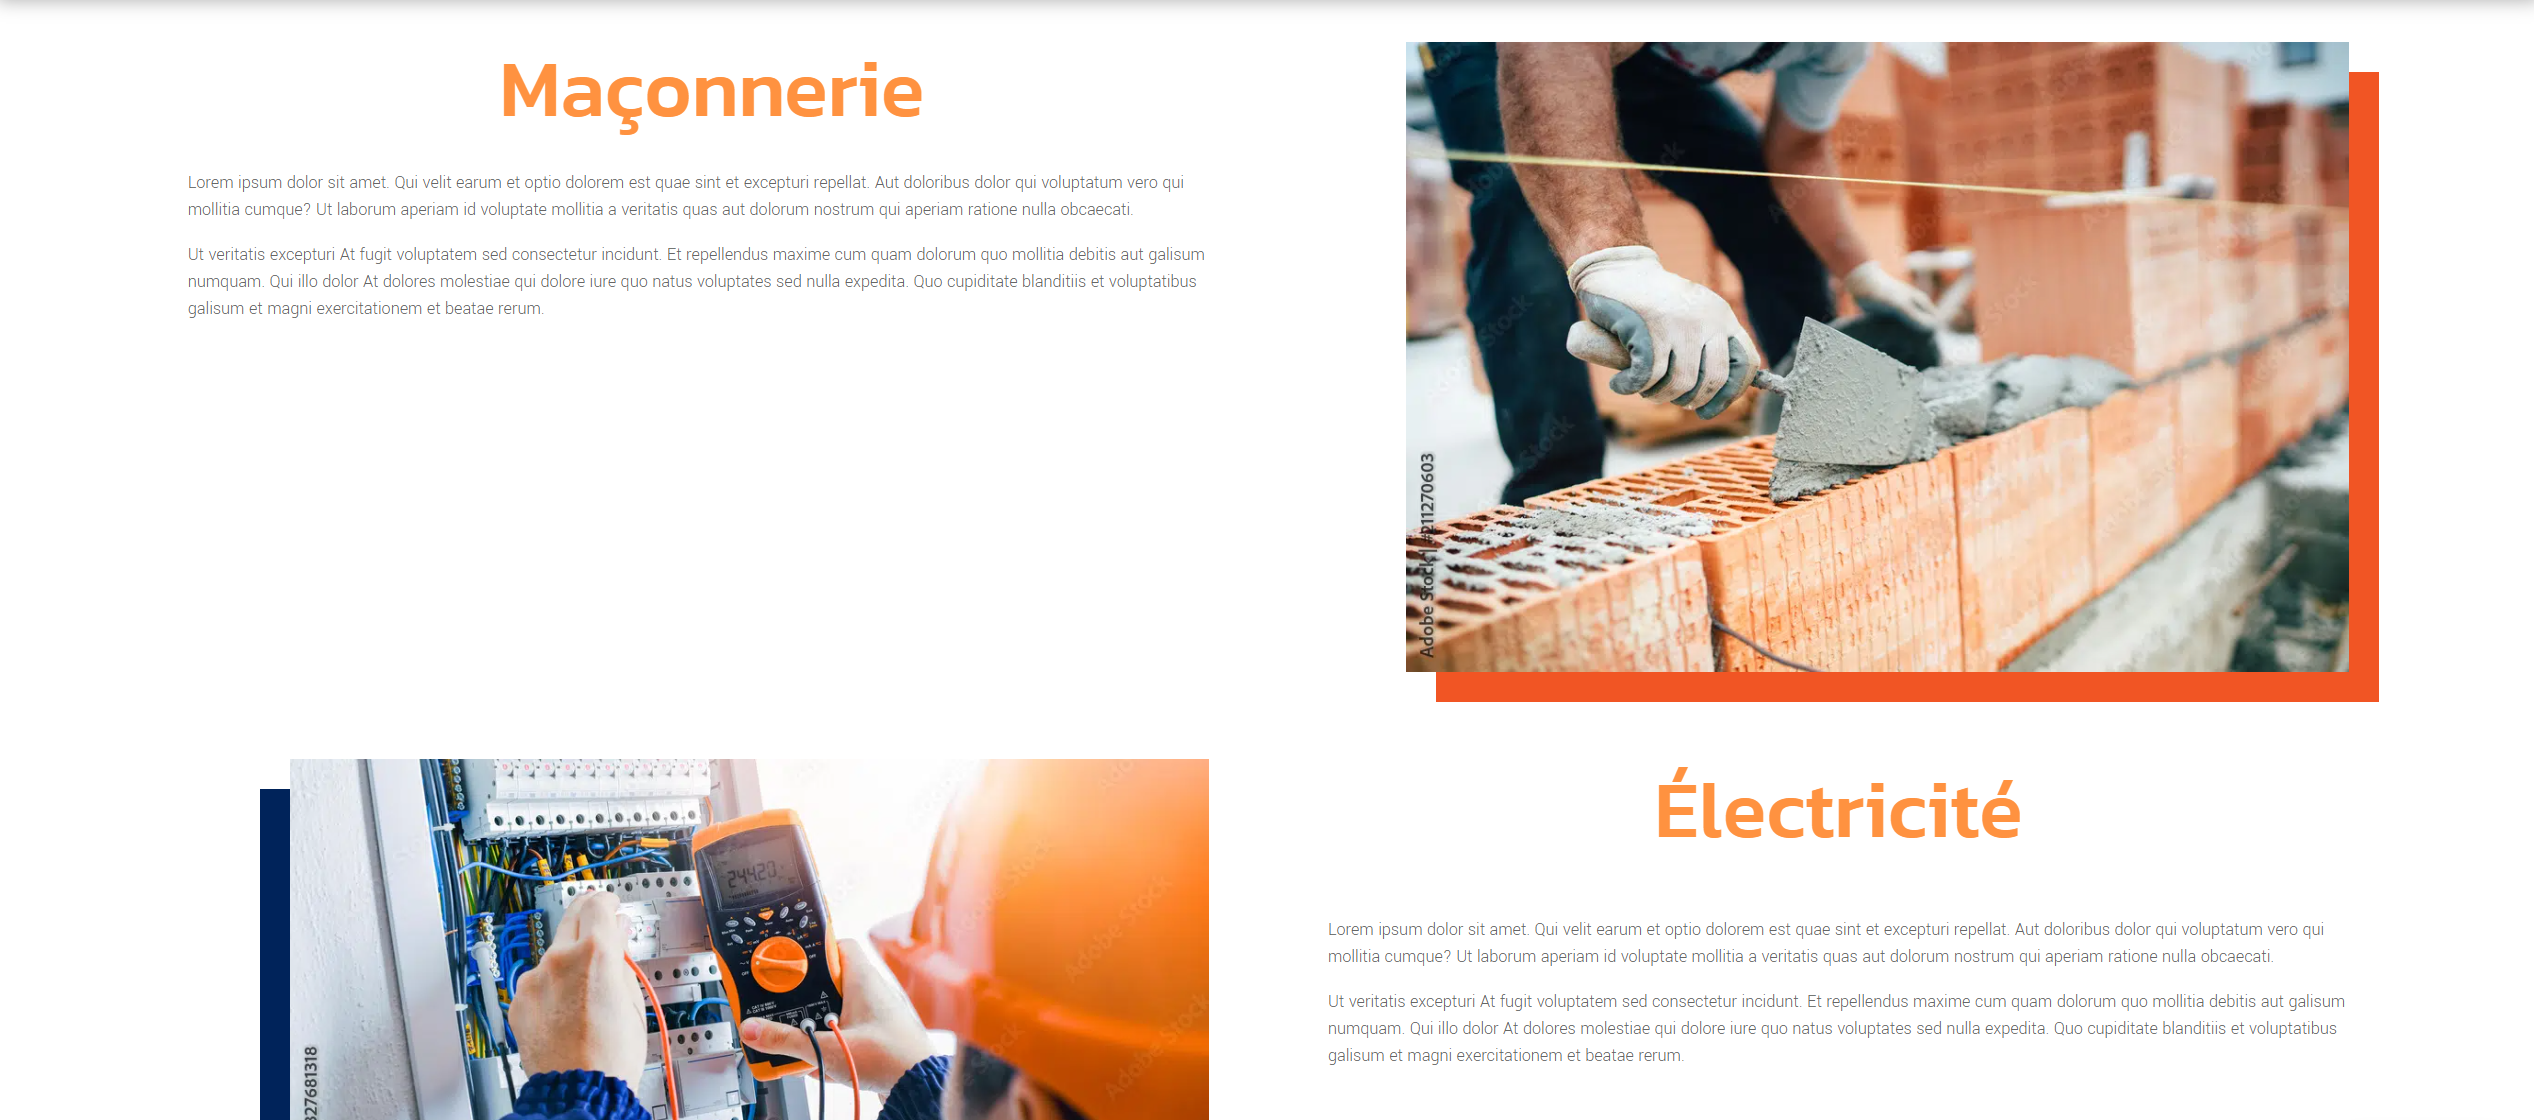 Maçonnerie
Lorem ipsum dolor sit amet. Qui velit earum et optio dolorem est quae sint et excepturi repellat. Aut doloribus dolor qui voluptatum vero qui
mollitia cumque? Ut laborum aperiam id voluptate mollitia a veritatis quas aut dolorum nostrum qui aperiam ratione nulla obcaecati.
Ut veritatis excepturi At fugit voluptatem sed consectetur incidunt. Et repellendus maxime cum quam dolorum quo mollitia debitis aut galisum
numquam. Qui illo dolor At dolores molestiae qui dolore iure quo natus voluptates sed nulla expedita. Quo cupiditate blanditiis et voluptatibus
galisum et magni exercitationem et beatae rerum.
Adobe Stock | #211270603
Électricité
Lorem ipsum dolor sit amet. Qui velit earum et optio dolorem est quae sint et excepturi repellat. Aut doloribus dolor qui voluptatum vero qui
mollitia cumque? Ut laborum aperiam id voluptate mollitia a veritatis quas aut dolorum nostrum qui aperiam ratione nulla obcaecati.
Ut veritatis excepturi At fugit voluptatem sed consectetur incidunt. Et repellendus maxime cum quam dolorum quo mollitia debitis aut galisum
numquam. Qui illo dolor At dolores molestiae qui dolore iure quo natus voluptates sed nulla expedita. Quo cupiditate blanditiis et voluptatibus
galisum et magni exercitationem et beatae rerum.
327681318
244.20